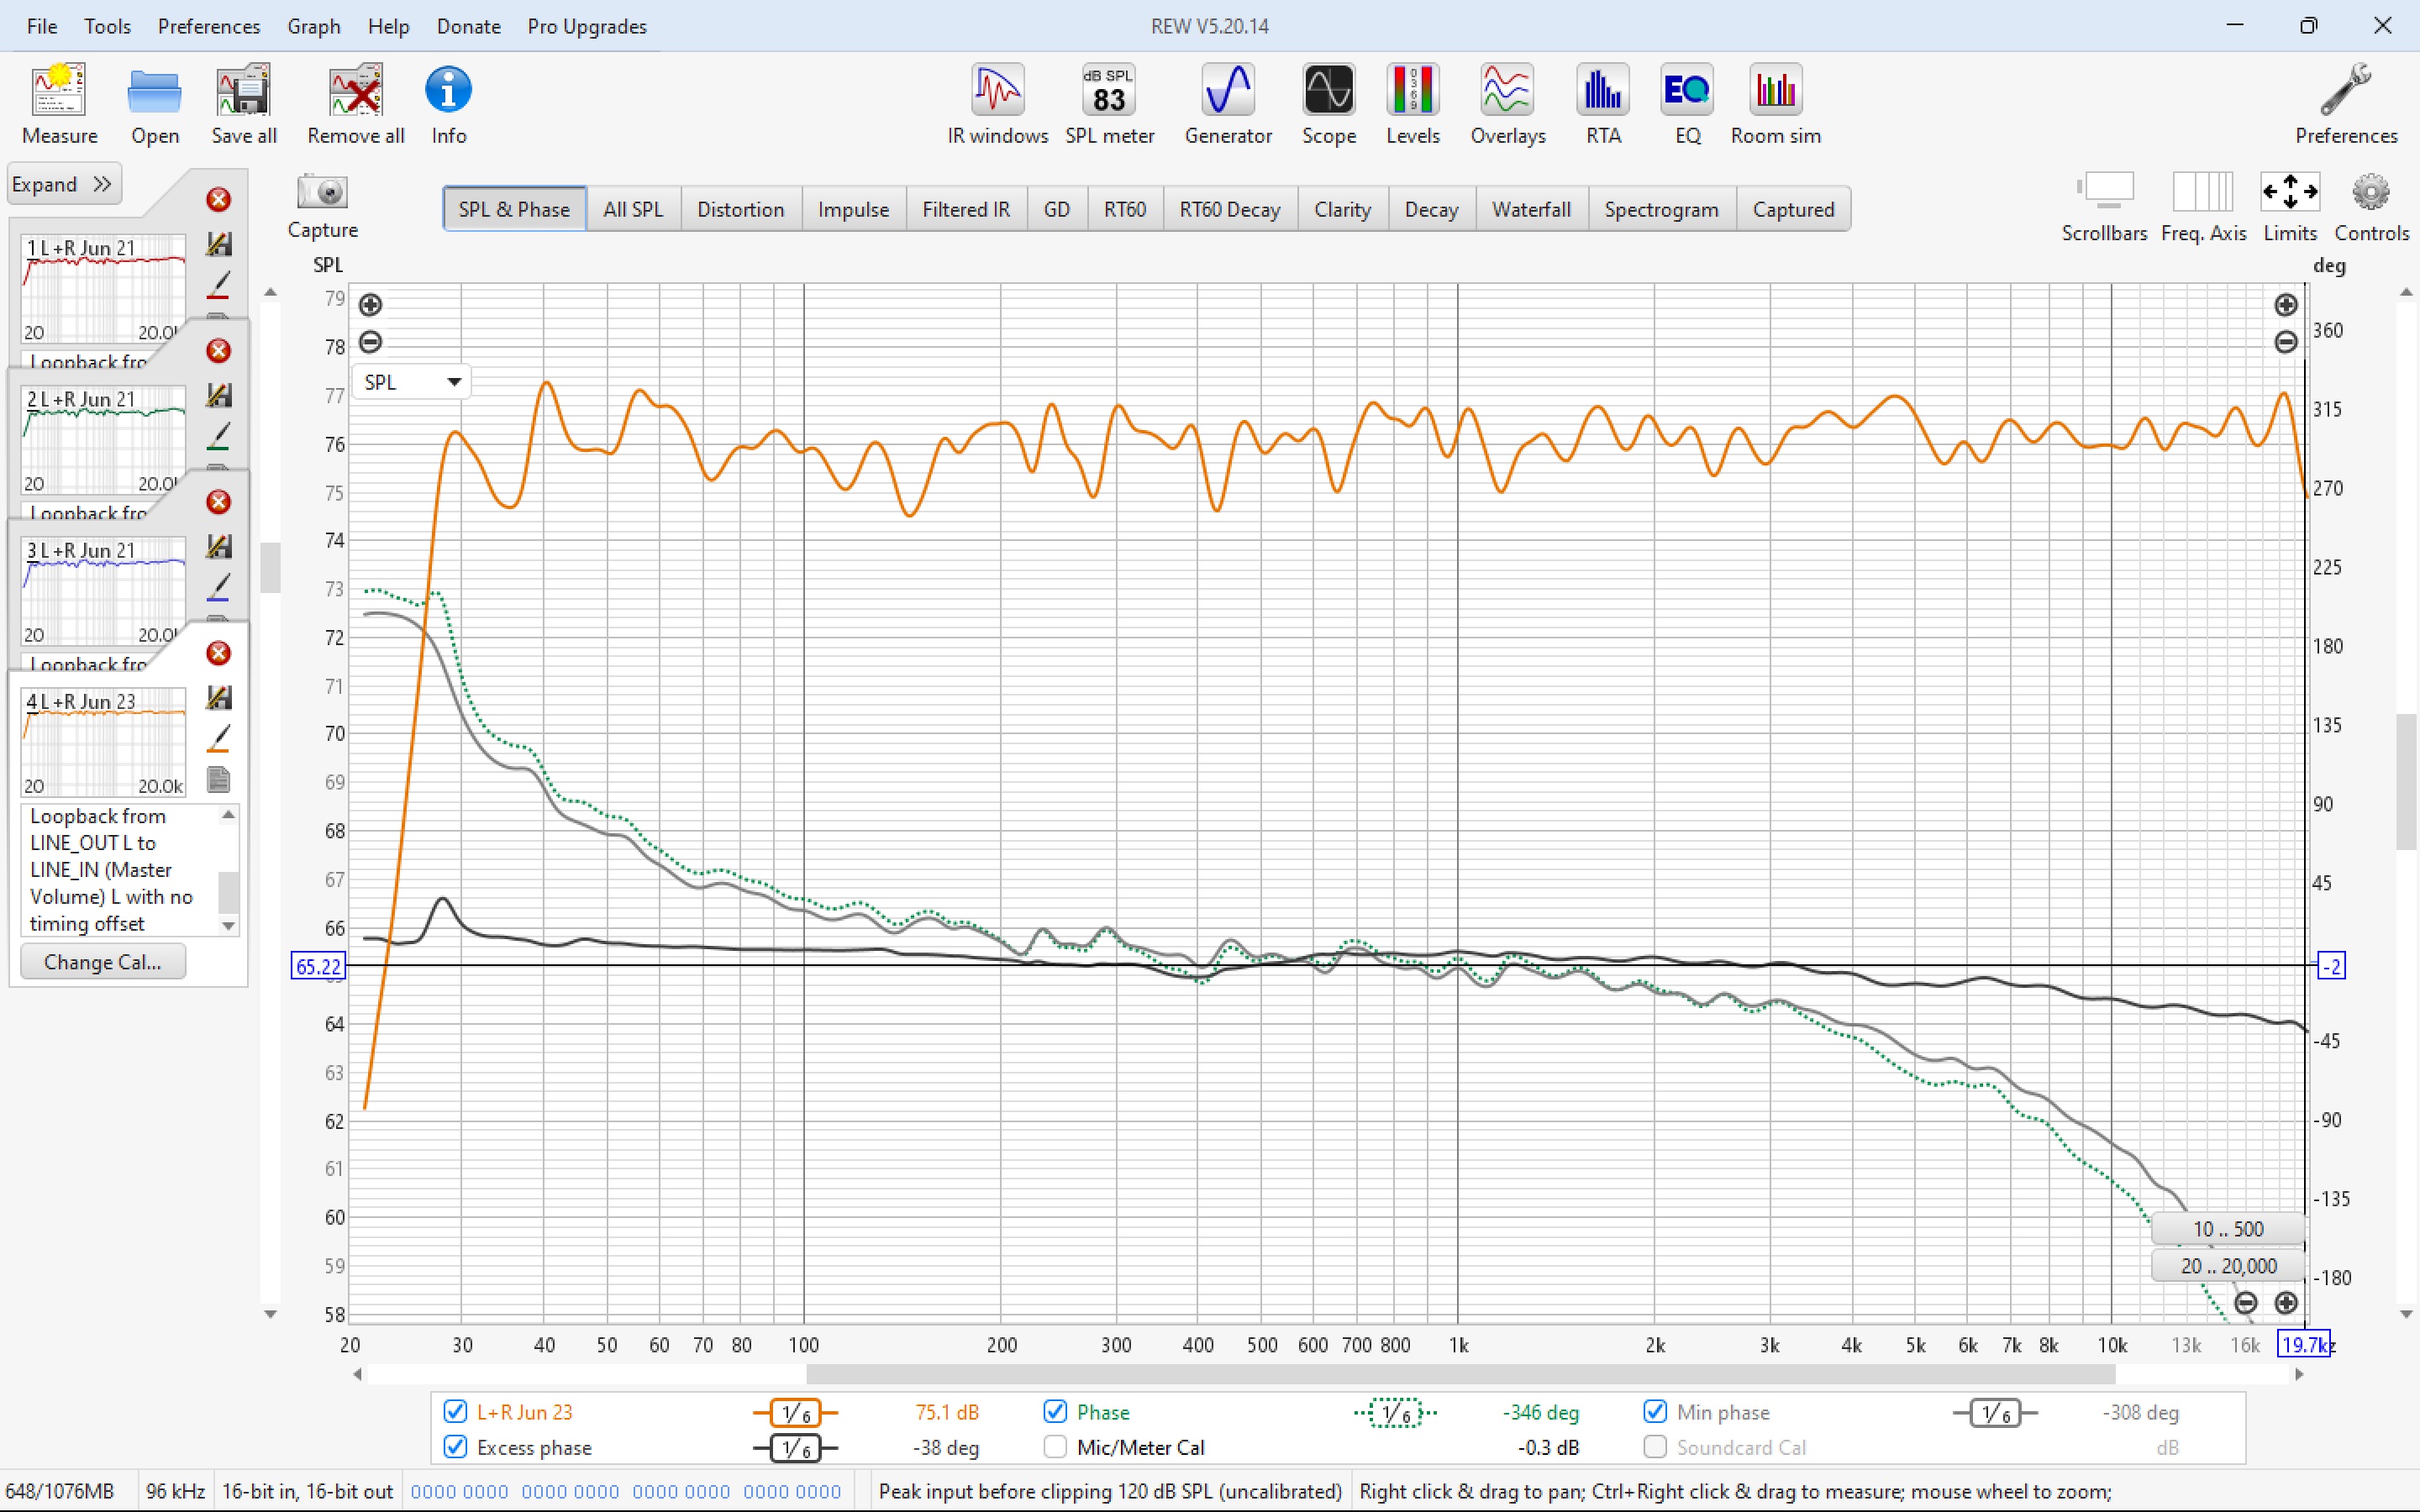 File Tools Preferences Graph Help Donate Pro Upgrades REW V5.20.14
dB SPL
83
EQ
Measure Open Save all Remove all Info IR windows SPL meter Generator Scope Levels Overlays RTA EQ Room sim Preferences
Expand
Capture
SPL & Phase All SPL Distortion Impulse Filtered IR GD RT60 RT60 Decay Clarity Decay Waterfall Spectrogram Captured
Scrollbars Freq. Axis Limits Controls
1 L+R Jun 21
20 20.0
Loopback fro
2 L+R Jun 21
20 20.0
Loopback fro
3 L+R Jun 21
20 20.0
Loopback fro
4 L+R Jun 23
20 20.0k
Loopback from
LINE_OUT L to
LINE_IN (Master
Volume) L with no
timing offset
Change Cal...
SPL
79
78
77
76
75
74
73
72
71
70
69
68
67
66
65.22
64
63
62
61
60
59
58
SPL
deg
360
315
270
225
180
135
90
45
-2
-45
-90
-135
-180
10 .. 500
20 .. 20,000
20 30 40 50 60 70 80 100 200 300 400 500 600 700 800 1k 2k 3k 4k 5k 6k 7k 8k 10k 13k 16k 19.7k
L+R Jun 23 1/6 75.1 dB Phase 1/6 -346 deg Min phase 1/6 -308 deg
Excess phase 1/6 -38 deg Mic/Meter Cal -0.3 dB Soundcard Cal dB
648/1076MB 96 kHz 16-bit in, 16-bit out 0000 0000 0000 0000 0000 0000 0000 0000 Peak input before clipping 120 dB SPL (uncalibrated) Right click & drag to pan; Ctrl+Right click & drag to measure; mouse wheel to zoom;